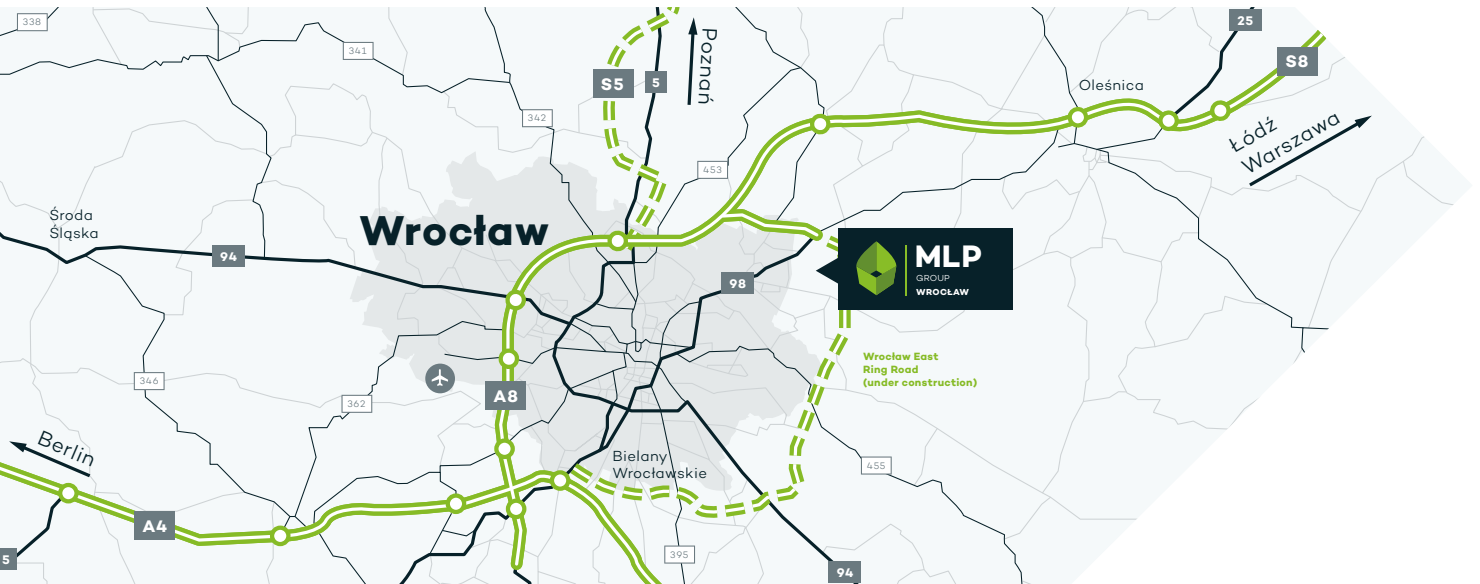 338
341
342
S5
5
Poznań
453
25
S8
Oleśnica
Łódź
Warszawa
Środa
Śląska
94
Wrocław
98
MLP
GROUP
WROCŁAW
Wrocław East
Ring Road
(under construction)
346
362
A8
Berlin
Bielany
Wrocławskie
455
A4
5
395
94